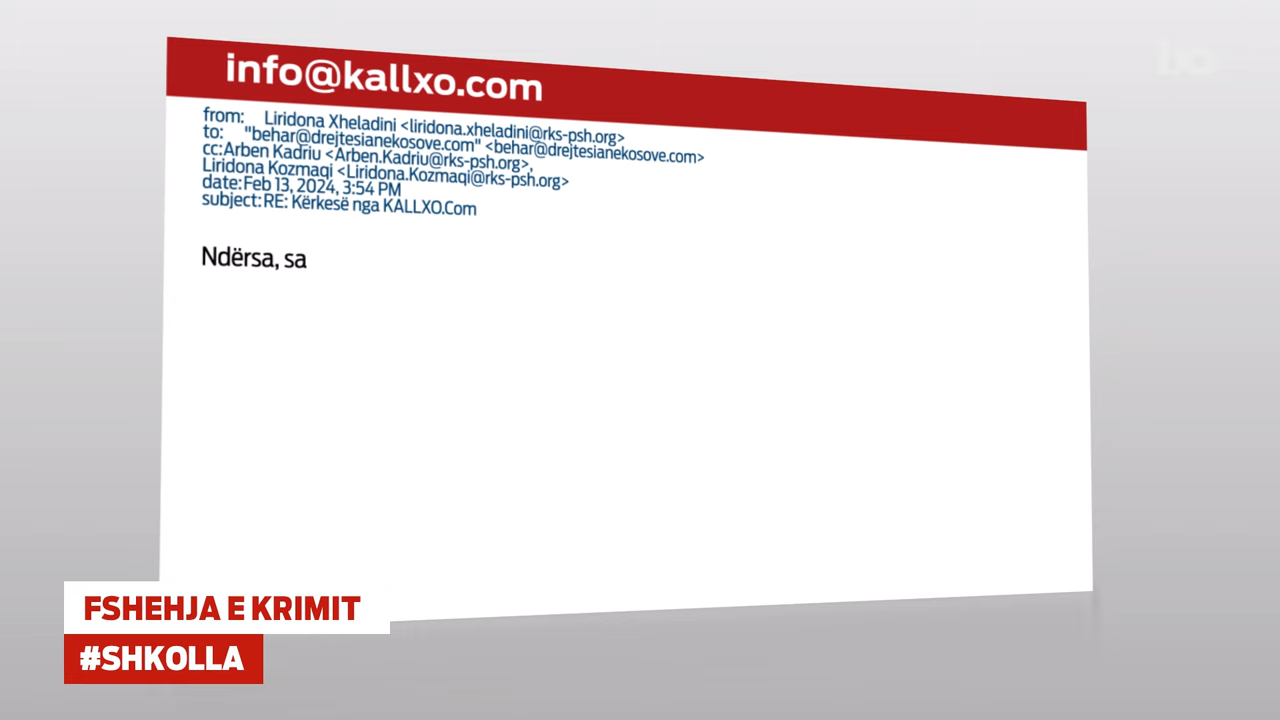 info@kallxo.com
from: Liridona Xheladini <liridona.xheladini@rks-psh.org>
to: "behar@drejtesianekosove.com" <behar@drejtesianekosove.com>
cc:Arben Kadriu <Arben.Kadriu@rks-psh.org>,
Liridona Kozmaqi <Liridona.Kozmaqi@rks-psh.org>
date:Feb 13, 2024, 3:54 PM
subject:RE: Kërkesë nga KALLXO.Com
Ndërsa, sa
FSHEHJA E KRIMIT
#SHKOLLA